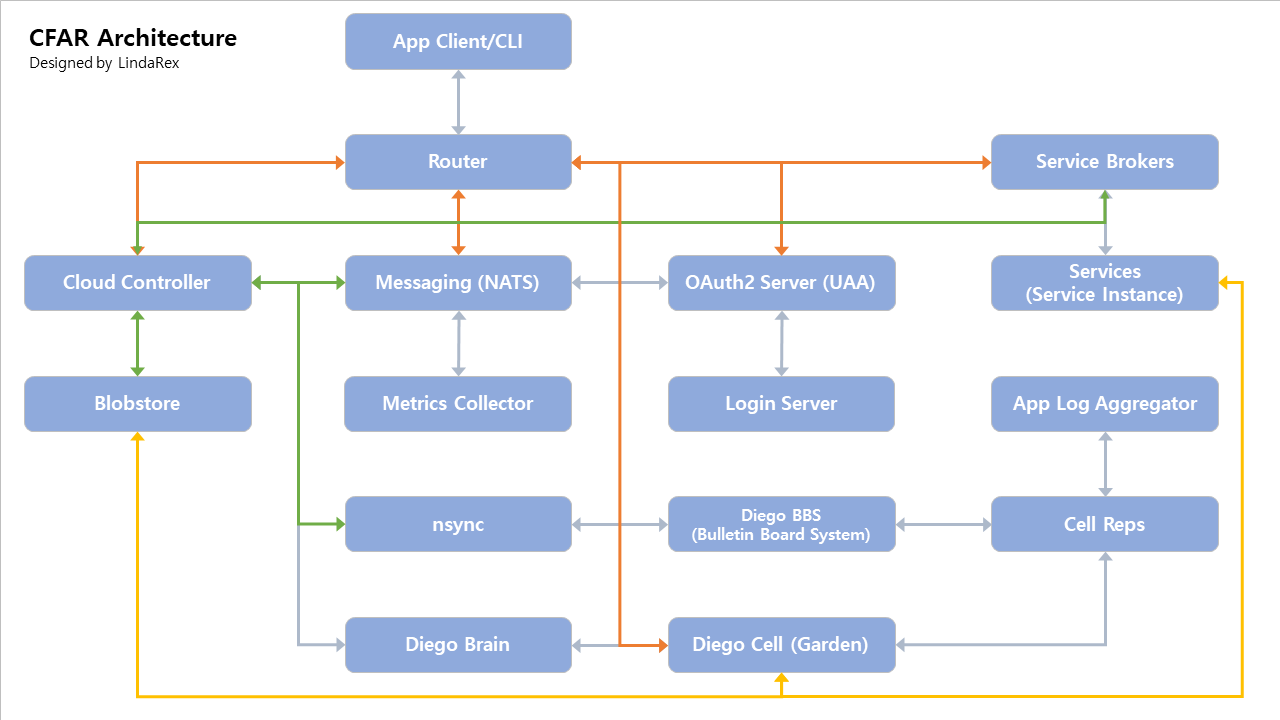 CFAR Architecture
Designed by LindaRex
App Client/CLI
Router
Service Brokers
Cloud Controller
Messaging (NATS)
OAuth2 Server (UAA)
Services
(Service Instance)
Blobstore
Metrics Collector
Login Server
App Log Aggregator
nsync
Diego BBS
(Bulletin Board System)
Cell Reps
Diego Brain
Diego Cell (Garden)